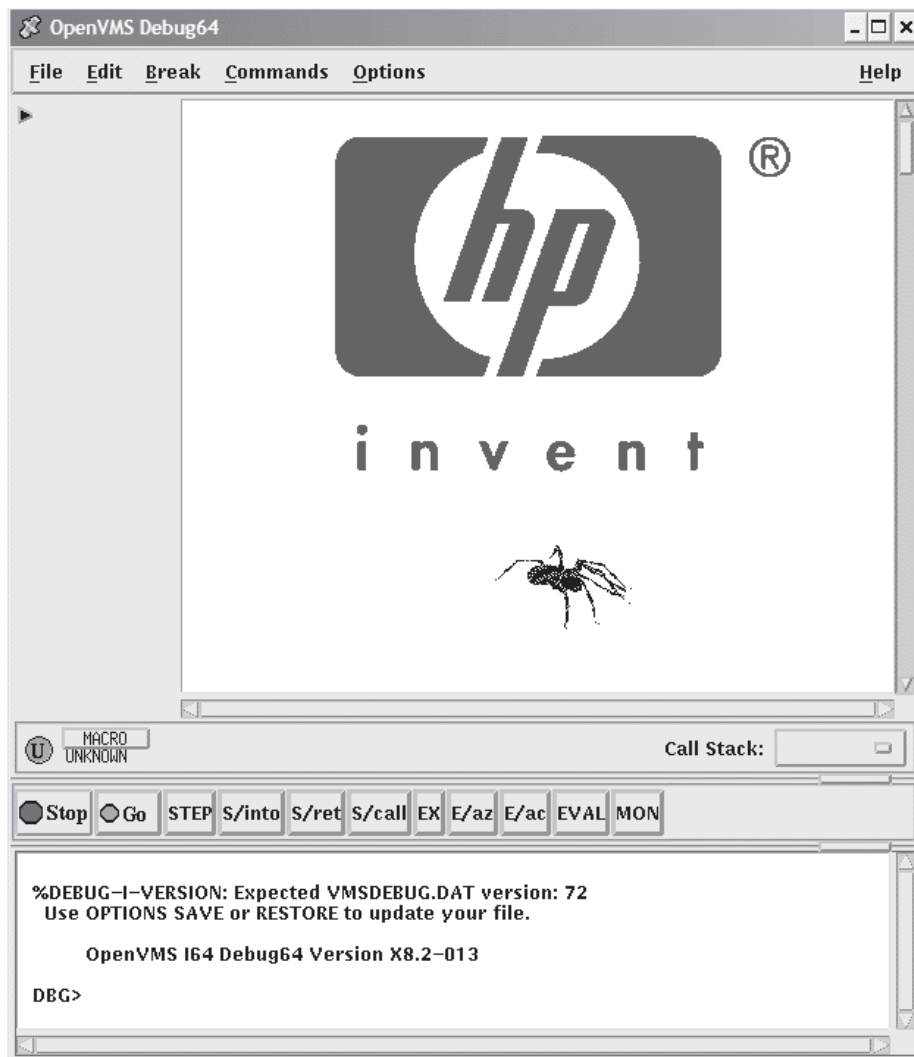 OpenVMS Debug64
File Edit Break Commands Options Help
®
hp
invent
U MACRO
UNKNOWN
Call Stack:
Stop Go STEP S/into S/ret S/call EX E/az E/ac EVAL MON
%DEBUG-I-VERSION: Expected VMSDEBUG.DAT version: 72
Use OPTIONS SAVE or RESTORE to update your file.
OpenVMS I64 Debug64 Version X8.2-013
DBG>